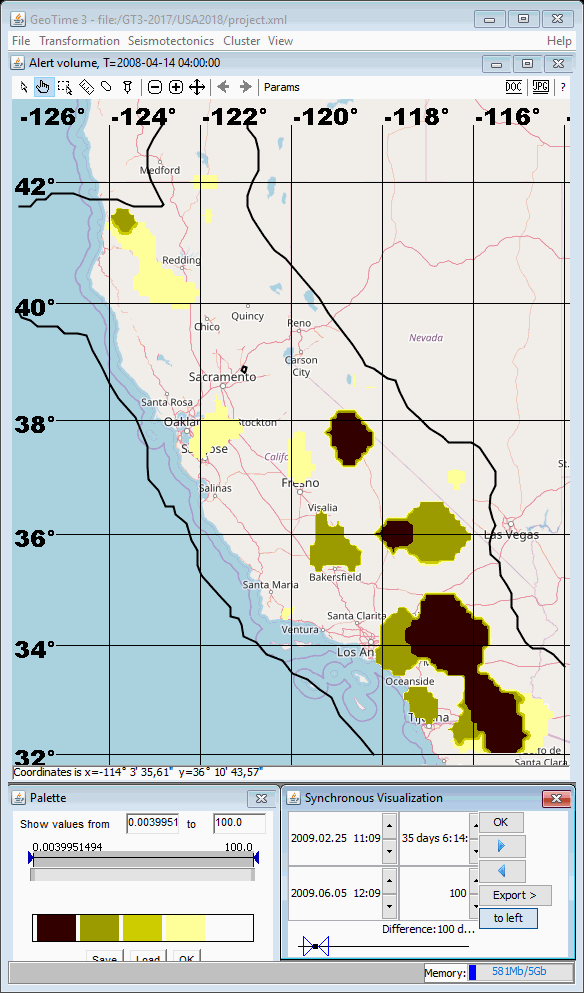 GeoTime 3 - file:/GT3-2017/USA2018/project.xml
File Transformation Seismotectonics Cluster View Help
Alert volume, T=2008-04-14 04:00:00
Params DOC JPG ?
-126° -124° -122° -120° -118° -116°
Medford
42°
Redding
40°
Quincy
Chico
Reno
Carson
City
Nevada
Sacramento
Santa Rosa
38°
Oakla
Stockton
San Jose
Califo
Fresno
St.
Salinas
Visalia
36°
Las Vegas
Bakersfield
Santa Maria
Santa Clarita
Ventura
34°
Los An
Oceanside
Tijuana
32°
fo de
Santa Clara
Coordinates is x=-114° 3' 35,61" y=36° 10' 43,57"
Palette
Show values from 0.0039951 to 100.0
0.0039951494 100.0
Save Load OK
Synchronous Visualization
2009.02.25 11:09 35 days 6:14: OK
2009.06.05 12:09 100 Export >
to left
Difference:100 d...
Memory: 581Mb/5Gb